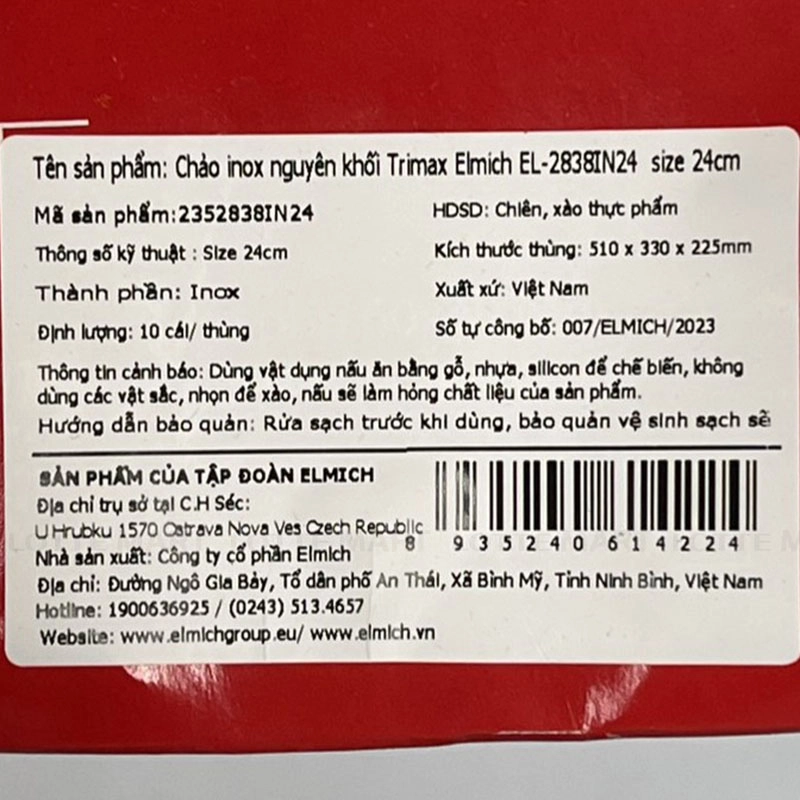 Tên sản phẩm: Chảo inox nguyên khối Trimax Elmich EL-2838IN24 size 24cm
Mã sản phẩm:2352838IN24
HDSD: Chiên, xào thực phẩm
Thông số kỹ thuật : Size 24cm
Kích thước thùng: 510 x 330 x 225mm
Thành phần: Inox
Xuất xứ: Việt Nam
Định lượng: 10 cái/ thùng
Số tự công bố: 007/ELMICH/2023
Thông tin cảnh báo: Dùng vật dụng nấu ăn bằng gỗ, nhựa, silicon để chế biến, không
dùng các vật sắc, nhọn để xào, nấu sẽ làm hỏng chất liệu của sản phẩm.
Hướng dẫn bảo quản: Rửa sạch trước khi dùng, bảo quản vệ sinh sạch sẽ
SẢN PHẨM CỦA TẬP ĐOÀN ELMICH
Địa chỉ trụ sở tại C.H Séc:
U Hrubku 1570 Ostrava Nova Ves Czech Republic
8 935240 614224
Nhà sản xuất: Công ty cổ phần Elmich
Địa chỉ: Đường Ngô Gia Bảy, Tổ dân phố An Thái, Xã Bình Mỹ, Tỉnh Ninh Bình, Việt Nam
Hotline: 1900636925 / (0243) 513.4657
Website: www.elmichgroup.eu/ www.elmich.vn